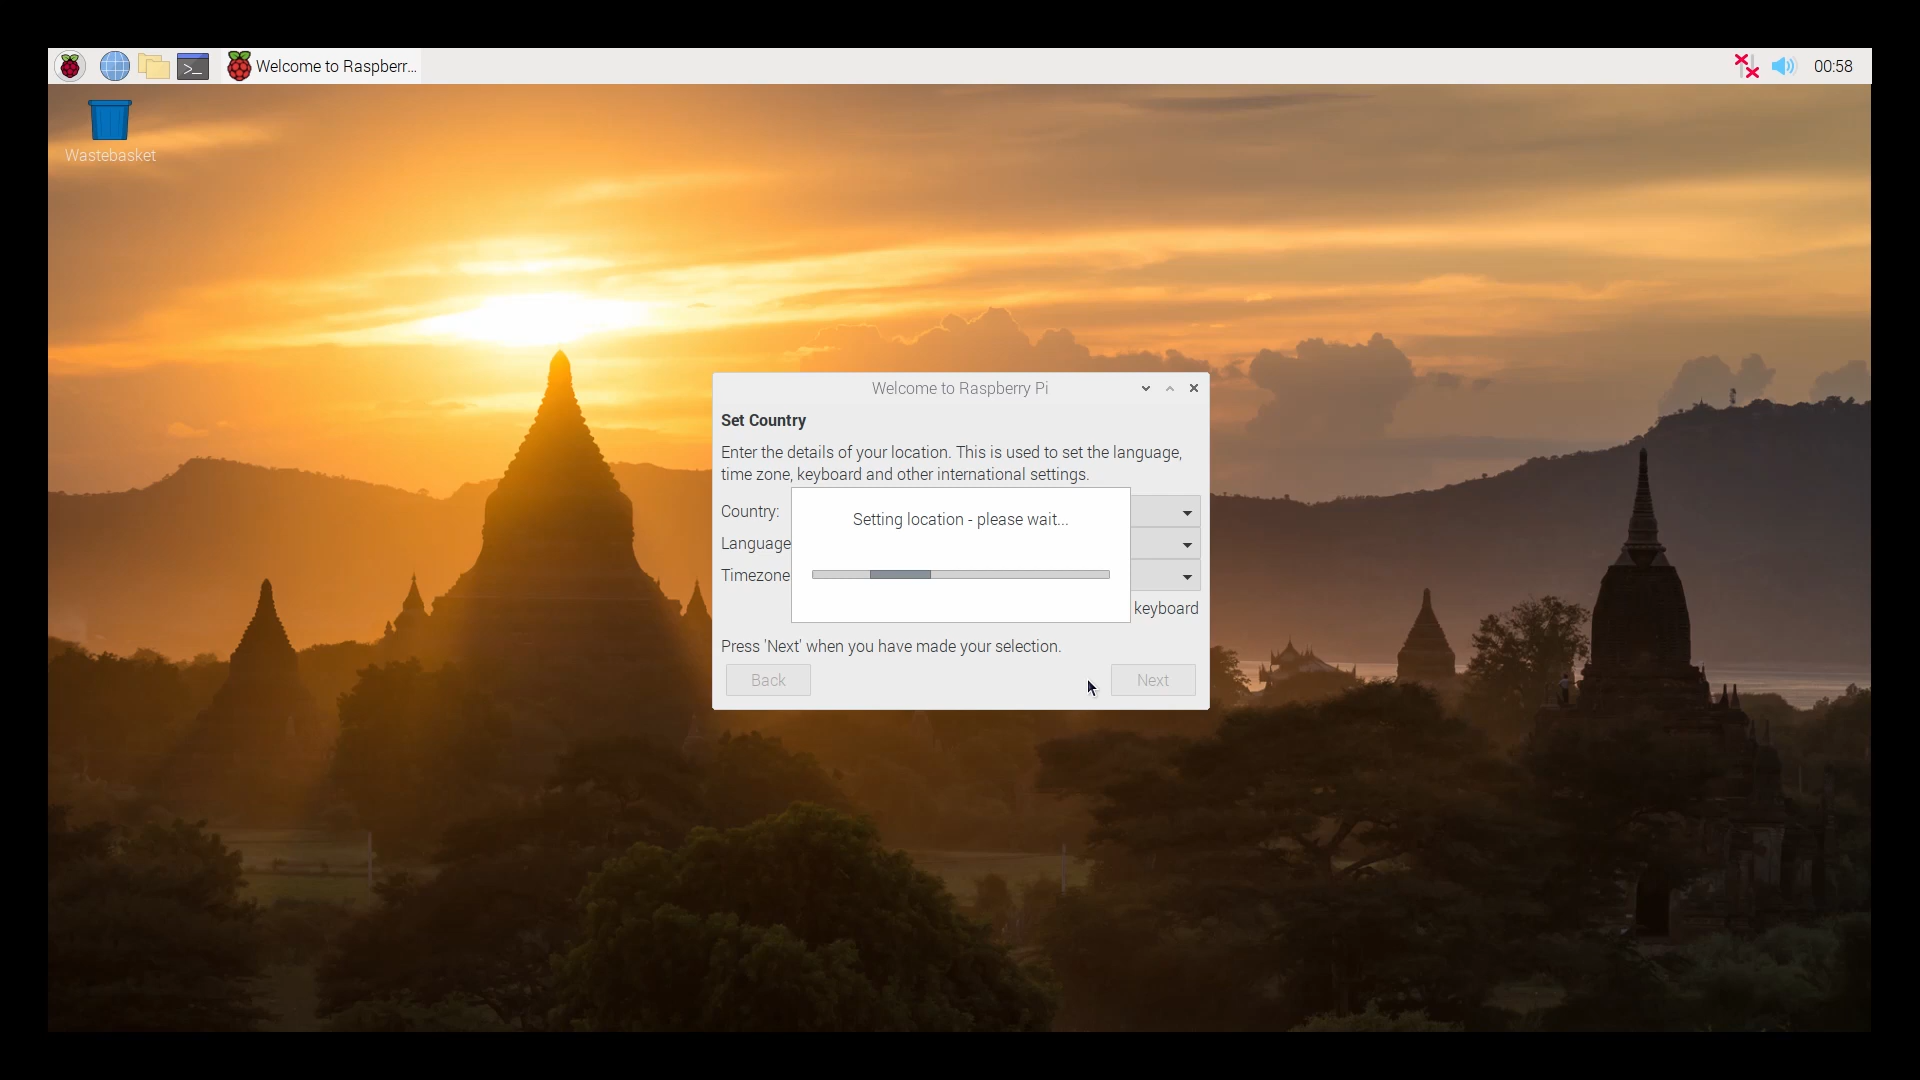 Welcome to Raspberr...
00:58
Wastebasket
Welcome to Raspberry Pi
Set Country
Enter the details of your location. This is used to set the language,
time zone, keyboard and other international settings.
Setting location - please wait...
Country:
Language
Timezone
keyboard
Press 'Next' when you have made your selection.
Back
Next